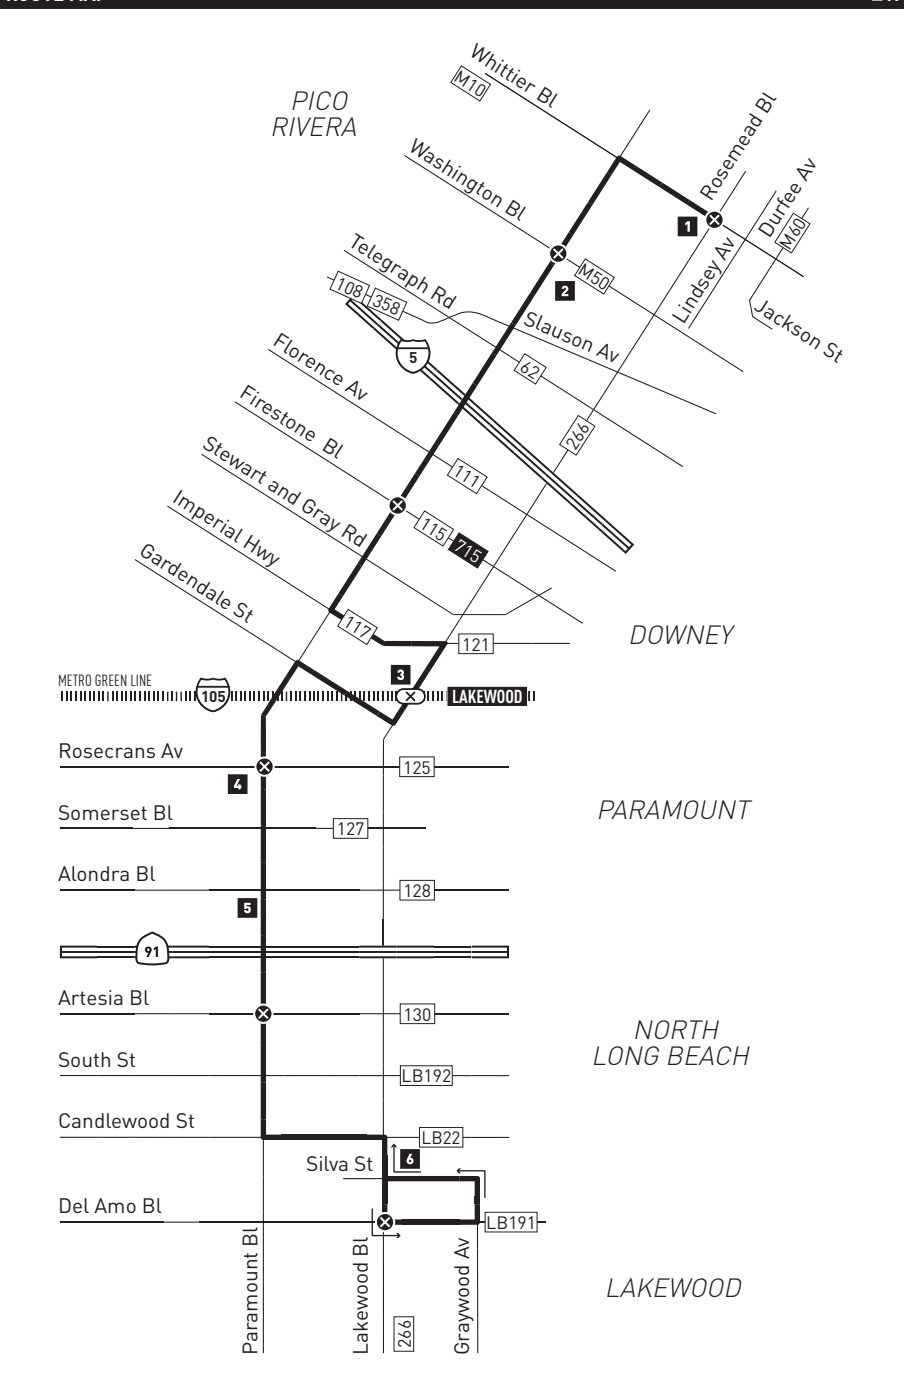 Whittier Bl
M10
PICO
RIVERA
Rosemead Bl
Washington Bl
Durfee Av
M60
1
Lindsey Av
Telegraph Rd
M50
2
108
358
Jackson St
Slauson Av
Florence Av
5
62
Firestone Bl
266
Stewart and Gray Rd
111
Imperial Hwy
115
715
Gardendale St
117
121
DOWNEY
METRO GREEN LINE
3
105
LAKEWOOD
Rosecrans Av
125
4
PARAMOUNT
Somerset Bl
127
Alondra Bl
128
5
91
Artesia Bl
130
NORTH
LONG BEACH
South St
LB192
Candlewood St
LB22
Silva St
6
Del Amo Bl
LB191
Paramount Bl
Lakewood Bl
266
Graywood Av
LAKEWOOD